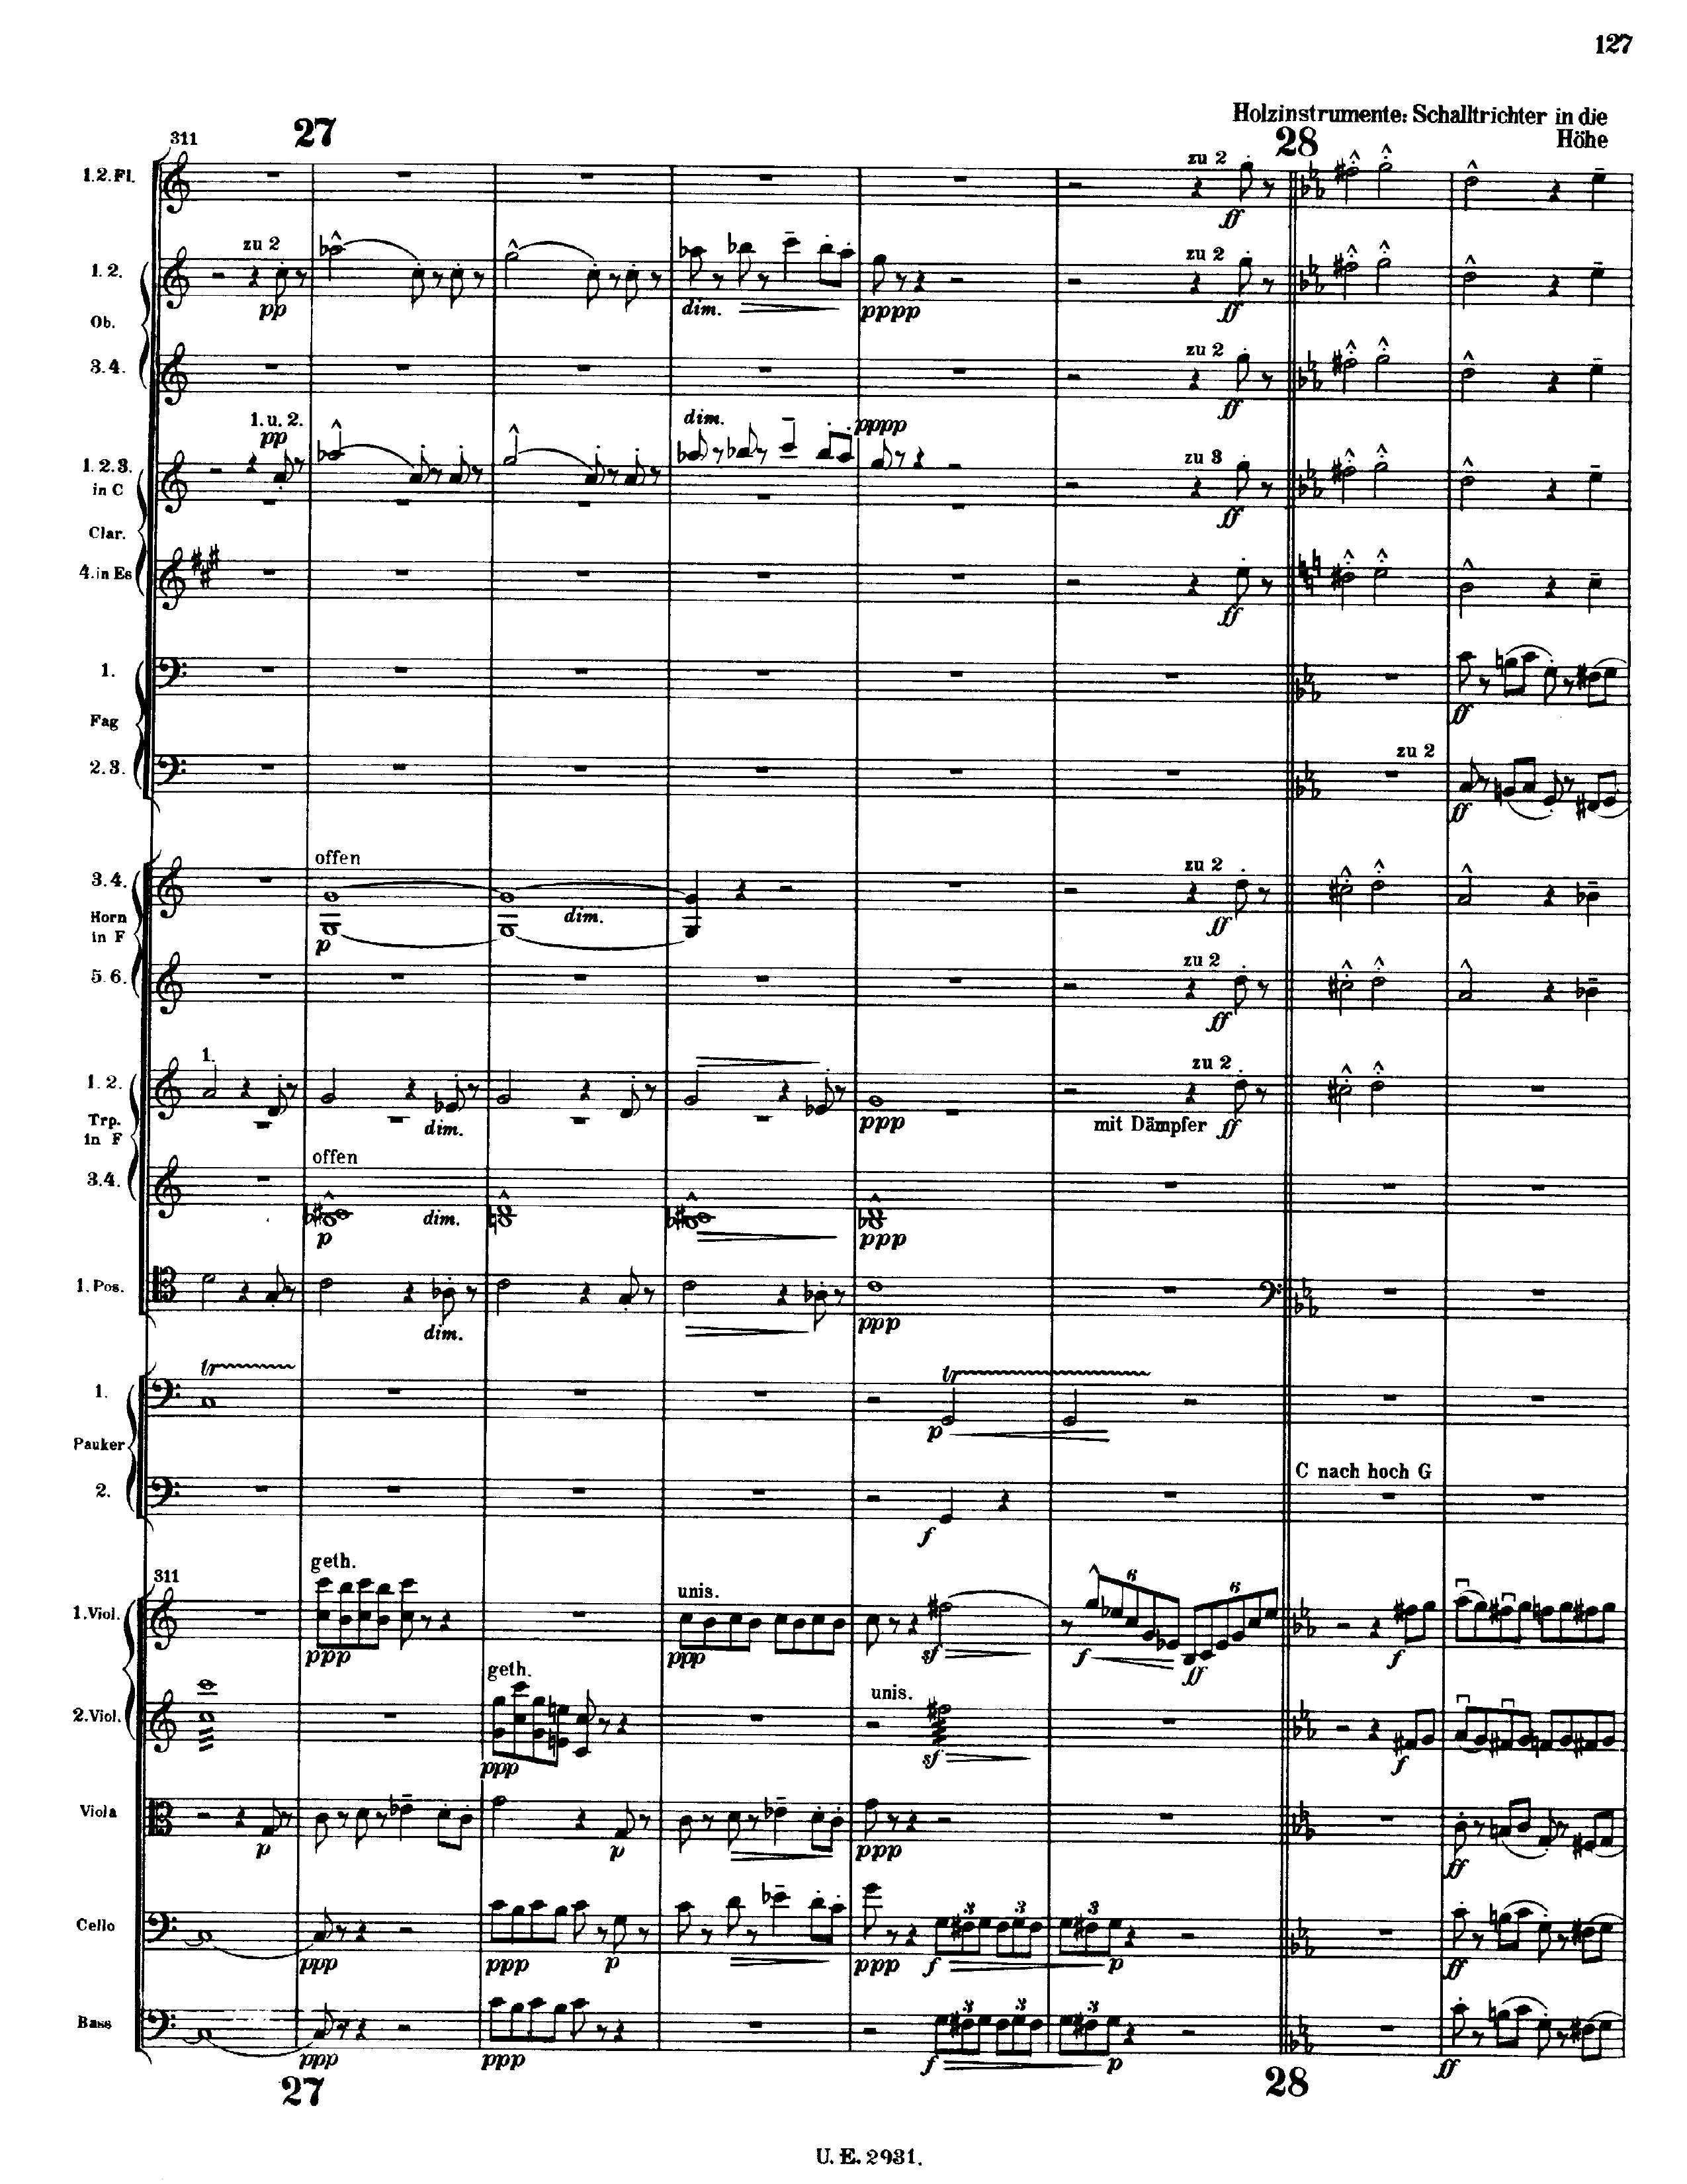 127
Holzinstrumente: Schalltrichter in die
Höhe
311
27
28
1.2.Fl.
zu 2
ff
1. 2.
zu 2
pp
dim.
pppp
zu 2
ff
Ob.
3.4.
zu 2
ff
1.u.2.
pp
dim.
pppp
1.2.3.
in C
zu 3
ff
Clar.
4.in Es
ff
1.
ff
Fag
2.3.
zu 2
ff
offen
3.4.
p
dim.
zu 2
ff
Horn
in F
5.6.
zu 2
ff
1.
1. 2.
dim.
ppp
zu 2
mit Dämpfer ff
Trp.
in F
offen
3.4.
p
dim.
ppp
1.Pos.
dim.
ppp
tr
tr
1.
p
Pauker
C nach hoch G
2.
f
311
geth.
unis.
6
6
1.Viol.
ppp
ppp
sf
f
ff
f
geth.
unis.
2.Viol.
ppp
sf
f
Viola
p
p
ppp
ff
3
3
3
Cello
ppp
ppp
p
ppp
f
p
ff
3
3
3
Bass
ppp
ppp
f
p
ff
27
28
U. E. 2931.